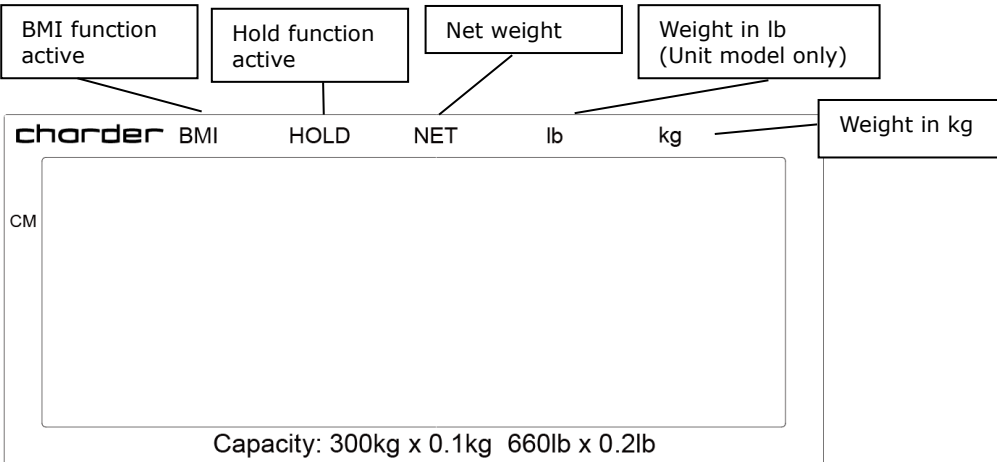 BMI function
active
Hold function
active
Net weight
Weight in lb
(Unit model only)
Weight in kg
charder BMI HOLD NET lb kg
CM
Capacity: 300kg x 0.1kg 660lb x 0.2lb